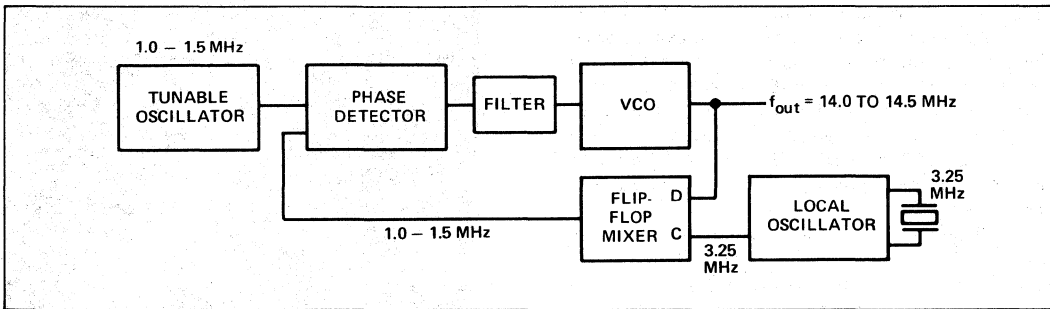 1.0 – 1.5 MHz
TUNABLE
OSCILLATOR
PHASE
DETECTOR
FILTER
VCO
f_out = 14.0 TO 14.5 MHz
FLIP-
FLOP
MIXER
D
C
1.0 – 1.5 MHz
3.25
MHz
LOCAL
OSCILLATOR
3.25
MHz